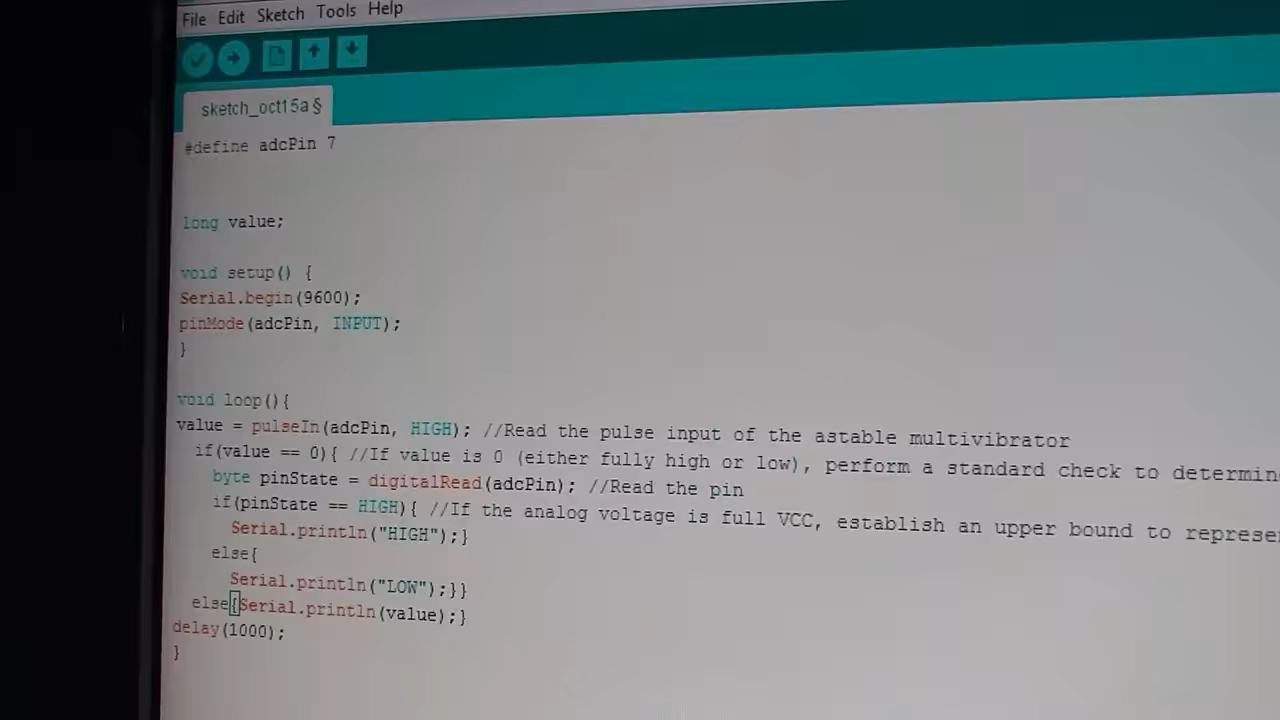 File Edit Sketch Tools Help
sketch_oct15a §
#define adcPin 7
long value;
void setup() {
Serial.begin(9600);
pinMode(adcPin, INPUT);
}
void loop(){
value = pulseIn(adcPin, HIGH); //Read the pulse input of the astable multivibrator
if(value == 0){ //If value is 0 (either fully high or low), perform a standard check to
byte pinState = digitalRead(adcPin); //Read the pin
if(pinState == HIGH){ //If the analog voltage is full VCC, establish an upper bound to
Serial.println("HIGH");}
else{
Serial.println("LOW");}}
else{Serial.println(value);}
delay(1000);
}